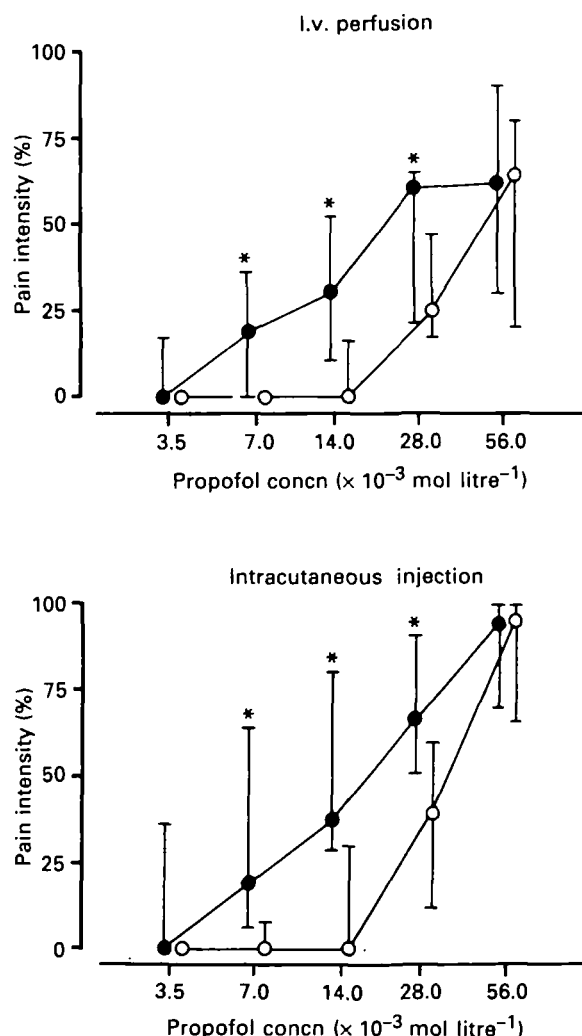 I.v. perfusion
100
75
50
25
0
Pain intensity (%)
*
*
*
3.5 7.0 14.0 28.0 56.0
Propofol concn (× 10⁻³ mol litre⁻¹)
Intracutaneous injection
100
75
50
25
0
Pain intensity (%)
*
*
*
3.5 7.0 14.0 28.0 56.0
Propofol concn (× 10⁻³ mol litre⁻¹)